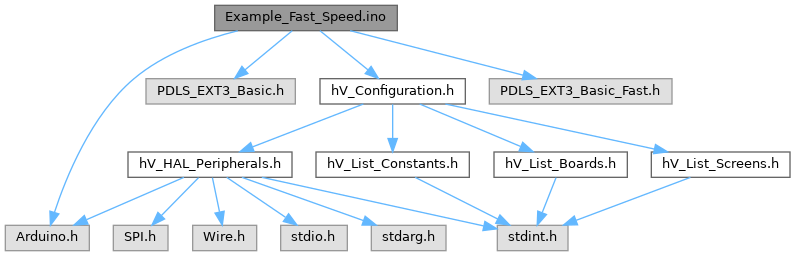 Example_Fast_Speed.ino
PDLS_EXT3_Basic.h
hV_Configuration.h
PDLS_EXT3_Basic_Fast.h
hV_HAL_Peripherals.h
hV_List_Constants.h
hV_List_Boards.h
hV_List_Screens.h
Arduino.h
SPI.h
Wire.h
stdio.h
stdarg.h
stdint.h